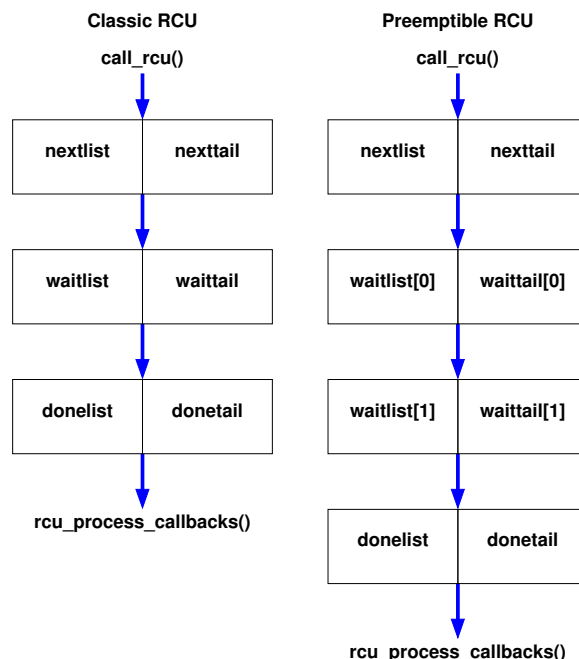 Classic RCU
call_rcu()
nextlist nexttail
waitlist waittail
donelist donetail
rcu_process_callbacks()
Preemptible RCU
call_rcu()
nextlist nexttail
waitlist[0] waittail[0]
waitlist[1] waittail[1]
donelist donetail
rcu_process_callbacks()